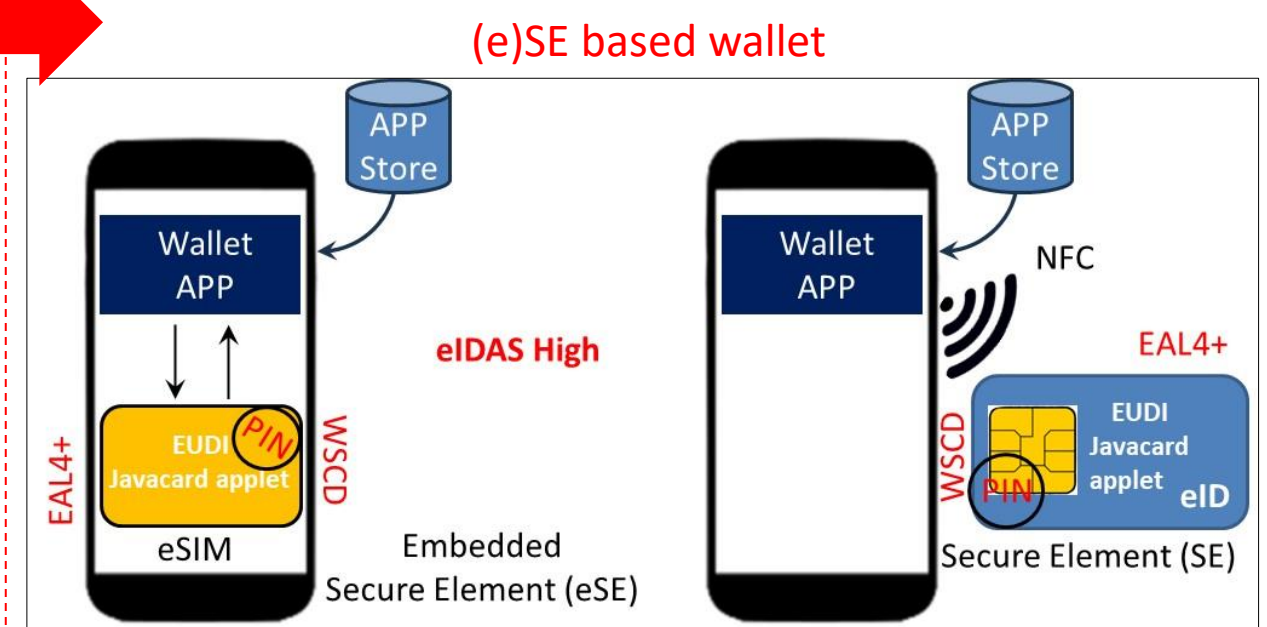 (e)SE based wallet
APP
Store
Wallet
APP
EUDI
PIN
Javacard applet
eSIM
EAL4+
WSCD
eIDAS High
Embedded
Secure Element (eSE)
APP
Store
Wallet
APP
NFC
EAL4+
WSCD
EUDI
Javacard
applet
eID
PIN
Secure Element (SE)